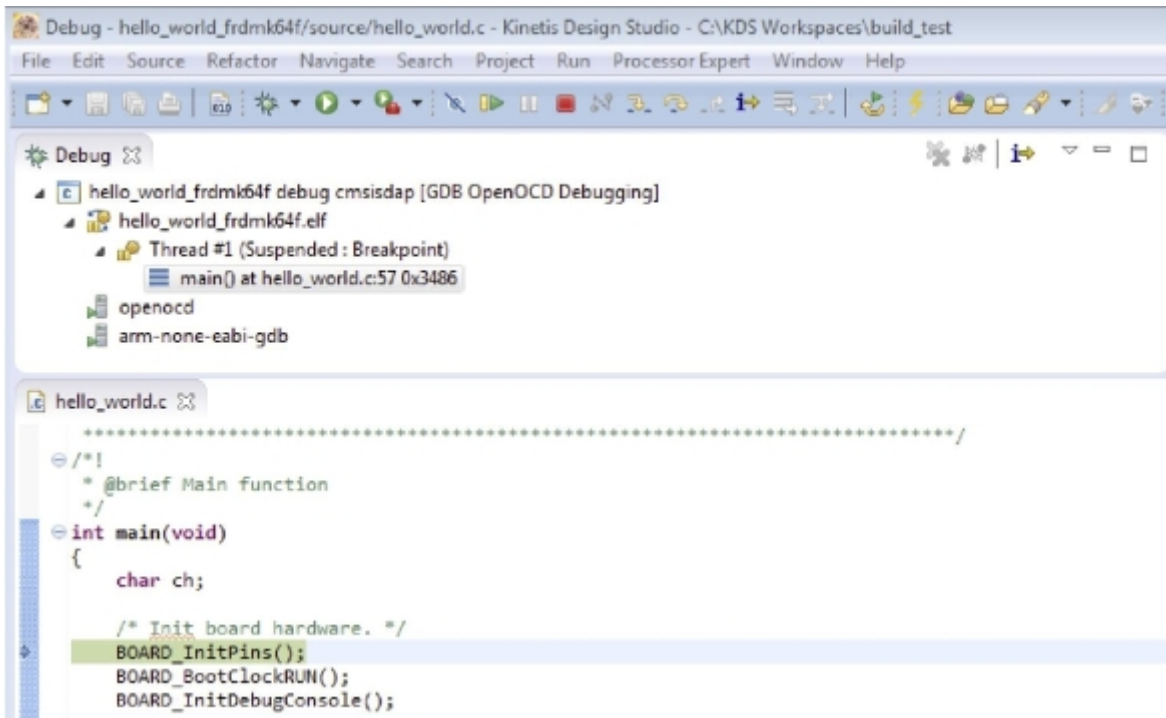 Debug - hello_world_frdmk64f/source/hello_world.c - Kinetis Design Studio - C:\KDS Workspaces\build_test
File Edit Source Refactor Navigate Search Project Run Processor Expert Window Help
Debug
hello_world_frdmk64f debug cmsisdap [GDB OpenOCD Debugging]
hello_world_frdmk64f.elf
Thread #1 (Suspended : Breakpoint)
main() at hello_world.c:57 0x3486
openocd
arm-none-eabi-gdb
hello_world.c
******************************************************************************/
/*!
* @brief Main function
*/
int main(void)
{
char ch;
/* Init board hardware. */
BOARD_InitPins();
BOARD_BootClockRUN();
BOARD_InitDebugConsole();